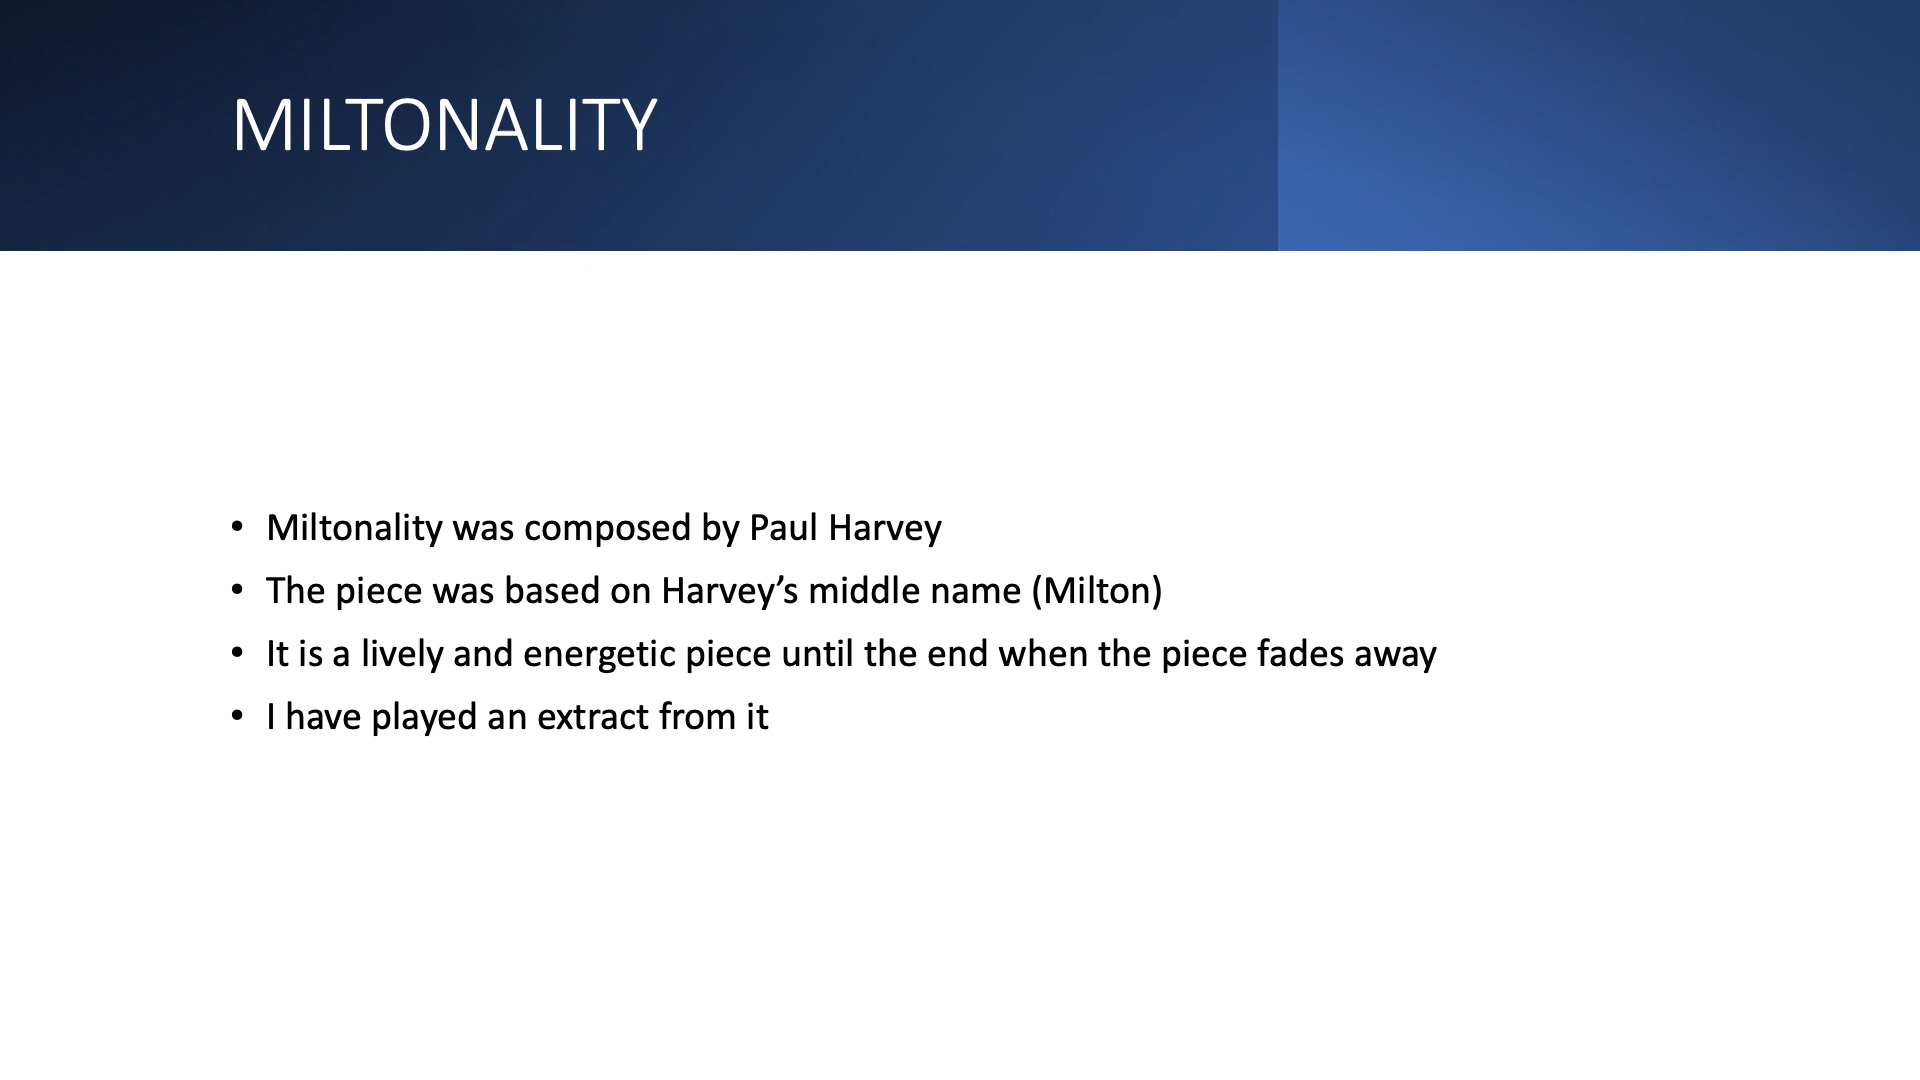 MILTONALITY
• Miltonality was composed by Paul Harvey
• The piece was based on Harvey’s middle name (Milton)
• It is a lively and energetic piece until the end when the piece fades away
• I have played an extract from it